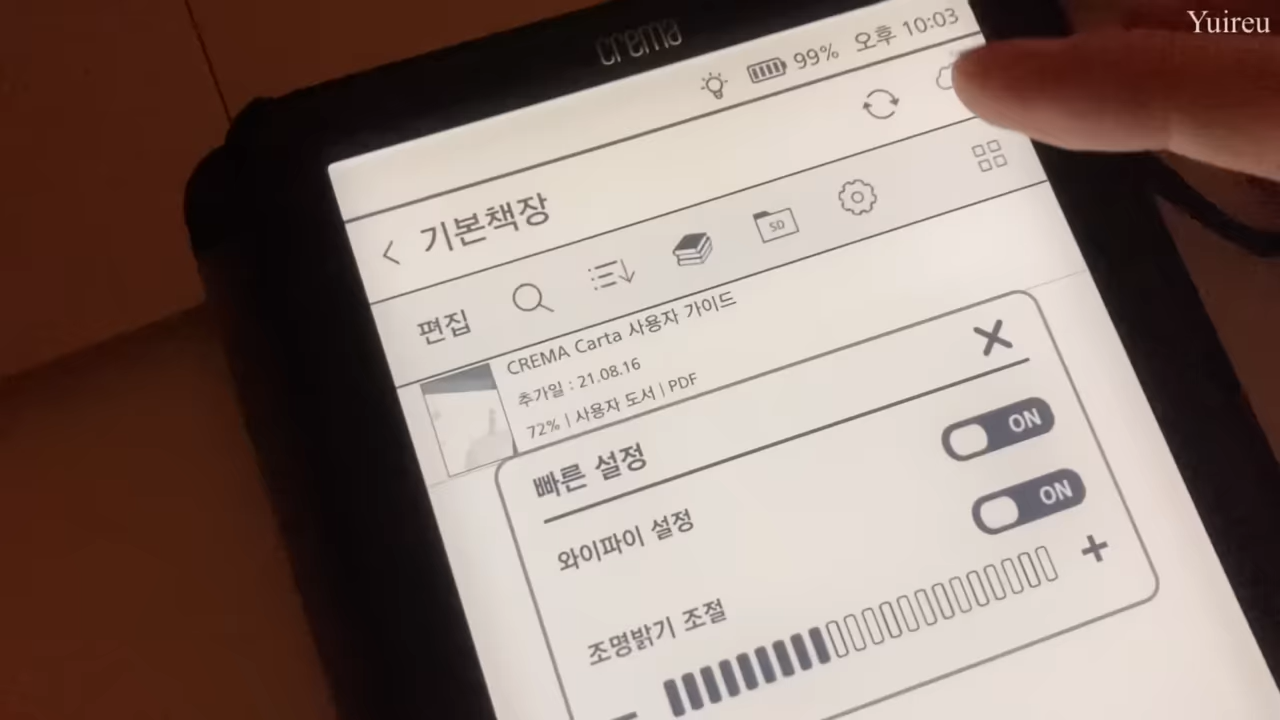 Yuireu
crema
99% 오후 10:03
기본책장
편집
SD
CREMA Carta 사용자 가이드
추가일 : 21.08.16
72% | 사용자 도서 | PDF
빠른 설정
와이파이 설정
ON
조명밝기 조절
ON